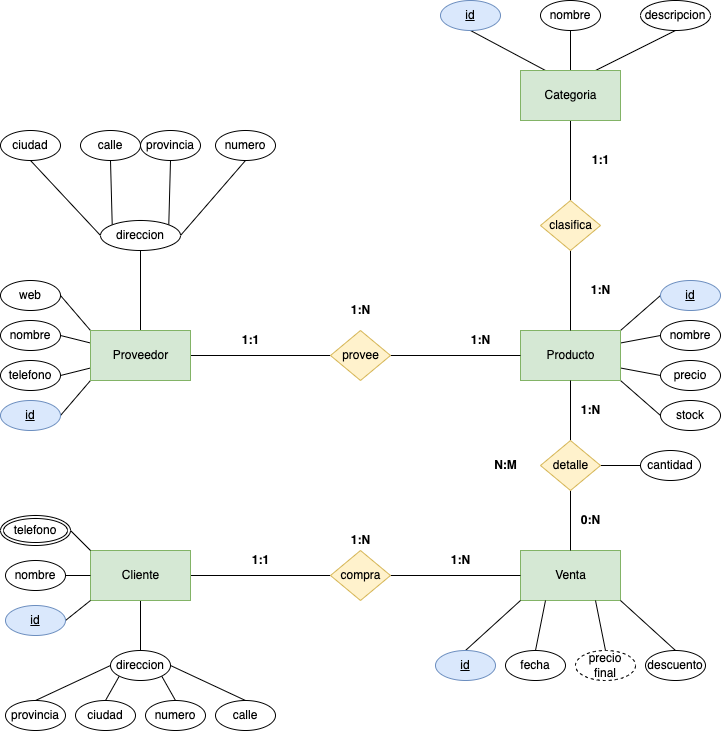 id
nombre
descripcion
Categoria
1:1
clasifica
1:N
ciudad
calle
provincia
numero
direccion
web
nombre
telefono
id
Proveedor
1:1
1:N
provee
1:N
Producto
id
nombre
precio
stock
1:N
N:M
detalle
cantidad
0:N
telefono
nombre
id
Cliente
1:1
1:N
compra
1:N
Venta
direccion
provincia
ciudad
numero
calle
id
fecha
precio
final
descuento